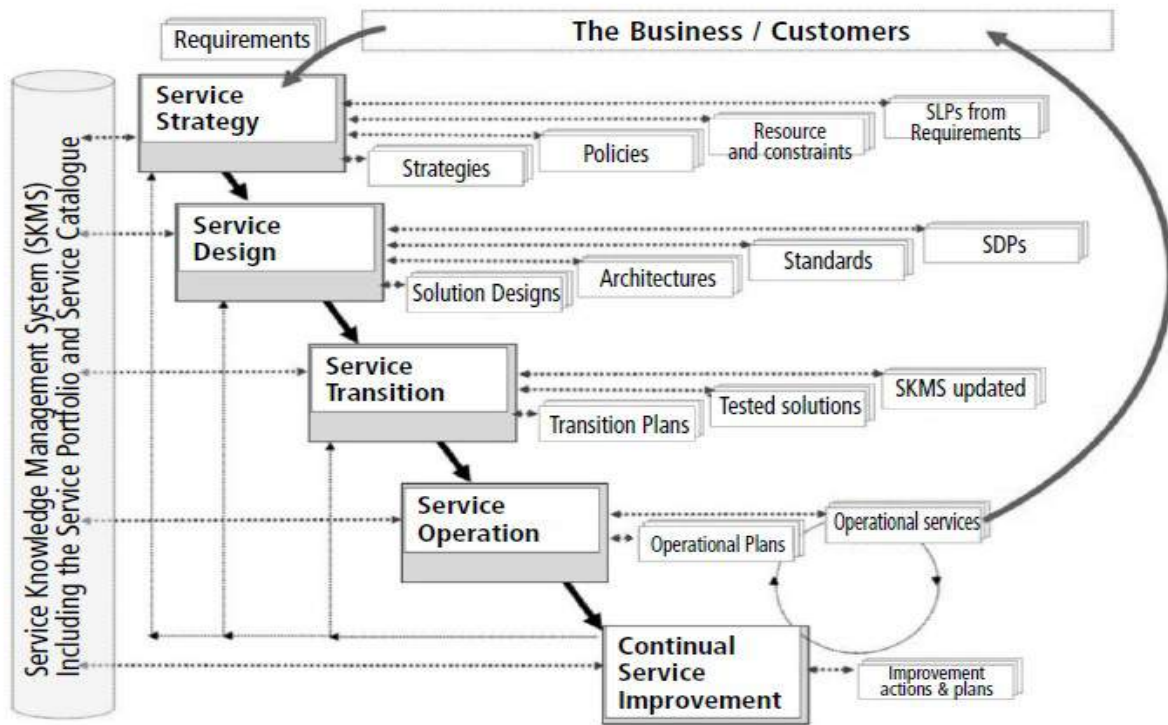 Requirements
The Business / Customers
Service
Strategy
SLPs from
Requirements
Resource
and constraints
Policies
Strategies
Service
Design
SDPs
Standards
Architectures
Solution Designs
Service
Transition
SKMS updated
Tested solutions
Transition Plans
Service
Operation
Operational services
Operational Plans
Continual
Service
Improvement
Improvement
actions & plans
Service Knowledge Management System (SKMS)
Including the Service Portfolio and Service Catalogue